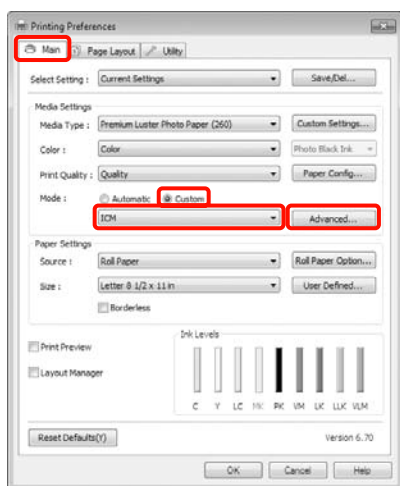 Printing Preferences
Main Page Layout Utility
Select Setting : Current Settings Save/Del...
Media Settings
Media Type : Premium Luster Photo Paper (260) Custom Settings...
Color : Color Photo Black Ink
Print Quality : Quality Paper Config...
Mode : Automatic Custom
ICM Advanced...
Paper Settings
Source : Roll Paper Roll Paper Option...
Size : Letter 8 1/2 x 11 in User Defined...
Borderless
Print Preview
Layout Manager
Ink Levels
C Y LC MK PK VM LK LLK VLM
Reset Defaults(Y) Version 6.70
OK Cancel Help